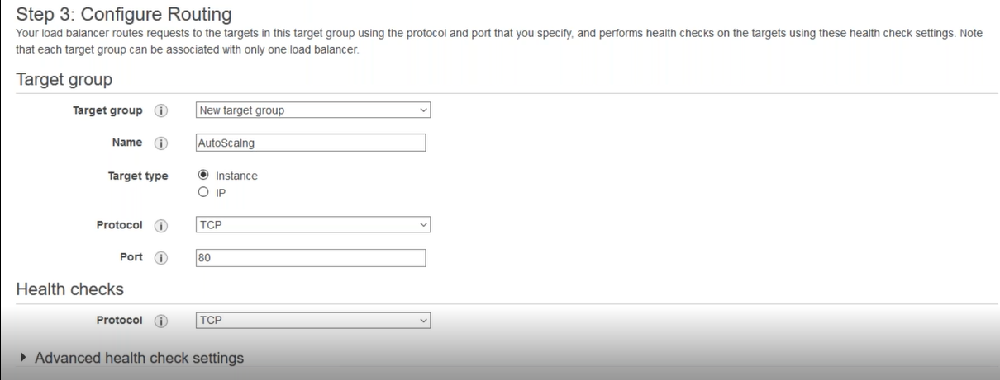 Step 3: Configure Routing
Your load balancer routes requests to the targets in this target group using the protocol and port that you specify, and performs health checks on the targets using these health check settings. Note
that each target group can be associated with only one load balancer.
Target group
Target group i New target group
Name i AutoScalng
Target type Instance
IP
Protocol i TCP
Port i 80
Health checks
Protocol i TCP
Advanced health check settings